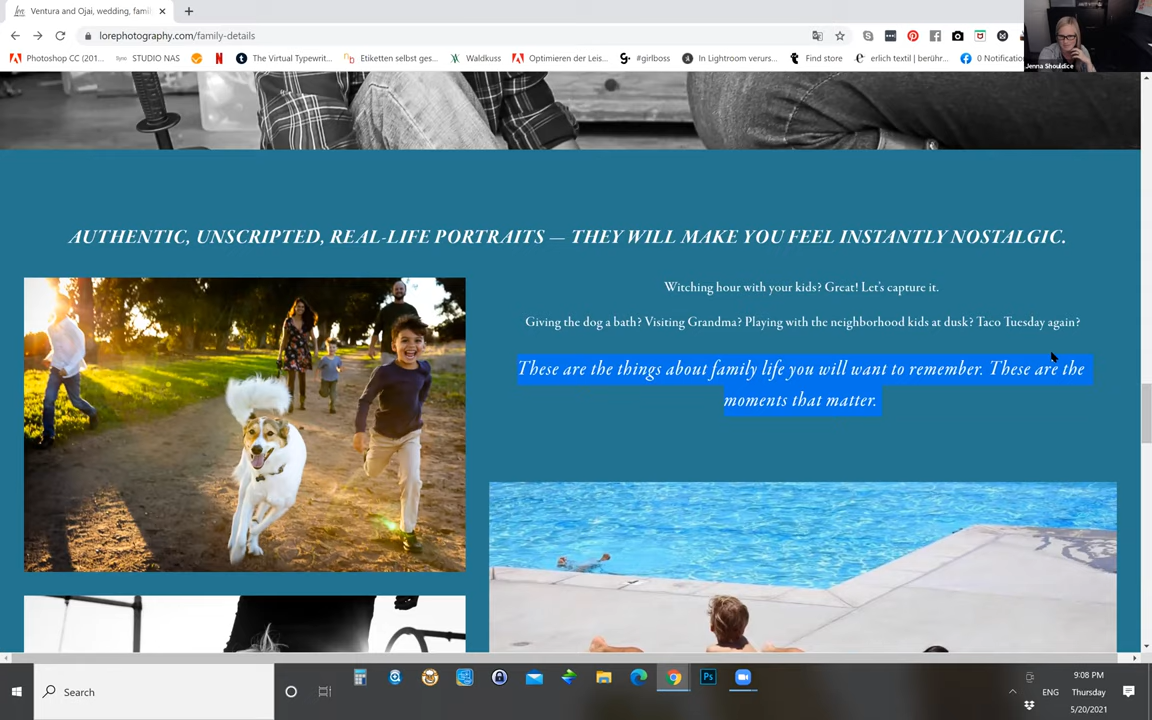 Ventura and Ojai, wedding, fami
lorephotography.com/family-details
Photoshop CC (201...
Sync
STUDIO NAS
The Virtual Typewrit...
Etiketten selbst ges...
Waldkuss
Optimieren der Leis...
#girlboss
In Lightroom verurs...
Find store
erlich textil | berühr...
0 Notificatio
Jenna Shouldice
AUTHENTIC, UNSCRIPTED, REAL-LIFE PORTRAITS — THEY WILL MAKE YOU FEEL INSTANTLY NOSTALGIC.
Witching hour with your kids? Great! Let's capture it.
Giving the dog a bath? Visiting Grandma? Playing with the neighborhood kids at dusk? Taco Tuesday again?
These are the things about family life you will want to remember. These are the
moments that matter.
Search
Ps
ENG
9:08 PM
Thursday
5/20/2021